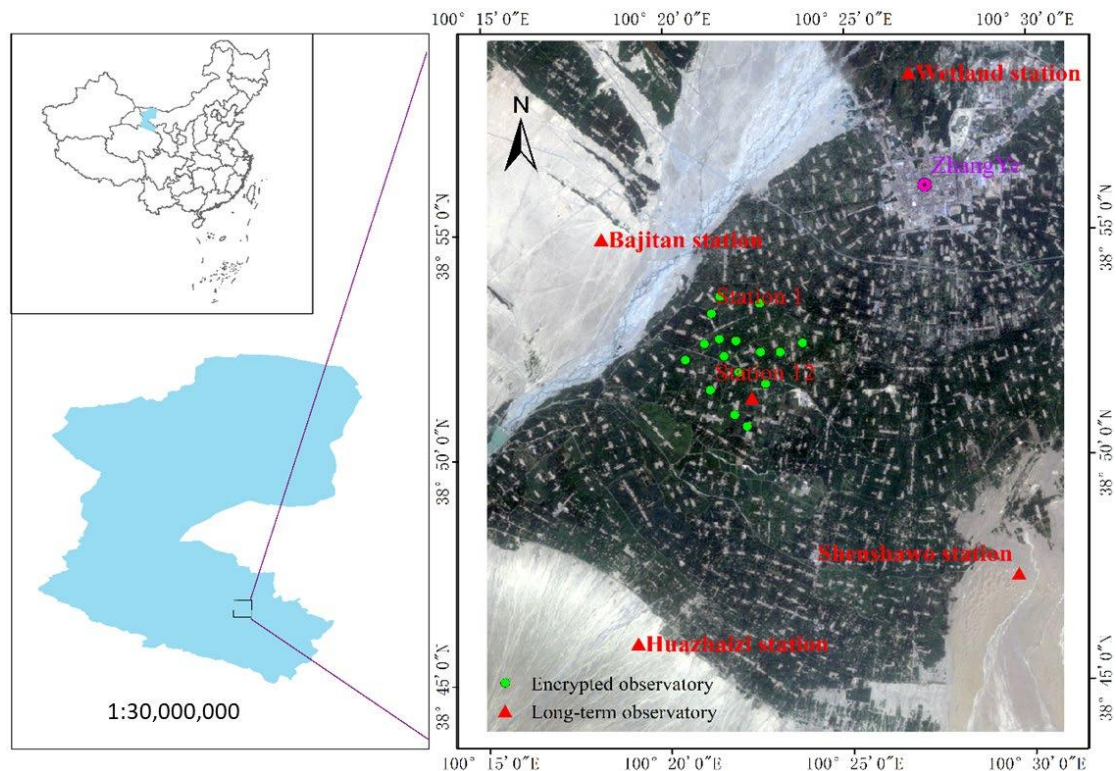 100° 15′ 0″E
100° 20′ 0″E
100° 25′ 0″E
100° 30′ 0″E
N
Wetland station
ZhangYe
38° 55′ 0″N
38° 55′ 0″N
Bajitan station
Station 1
Station 12
38° 50′ 0″N
38° 50′ 0″N
Shenshawo station
Huazhaizi station
38° 45′ 0″N
38° 45′ 0″N
Encrypted observatory
Long-term observatory
1:30,000,000
100° 15′ 0″E
100° 20′ 0″E
100° 25′ 0″E
100° 30′ 0″E